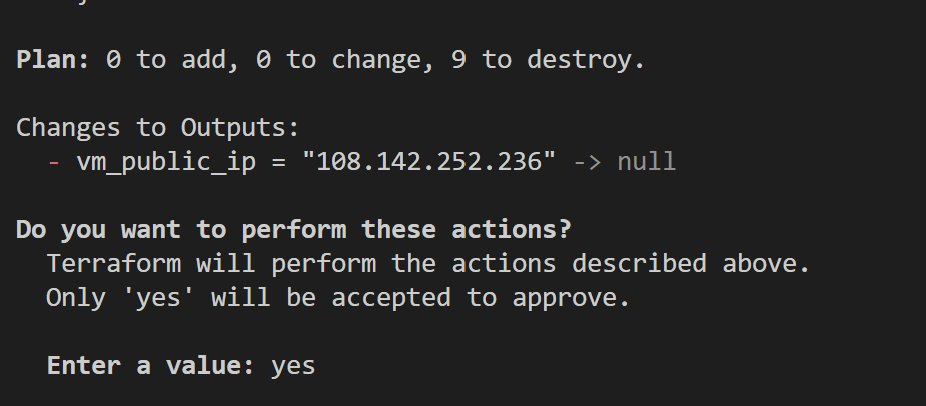 Plan: 0 to add, 0 to change, 9 to destroy.
Changes to Outputs:
- vm_public_ip = "108.142.252.236" -> null
Do you want to perform these actions?
Terraform will perform the actions described above.
Only 'yes' will be accepted to approve.
Enter a value: yes